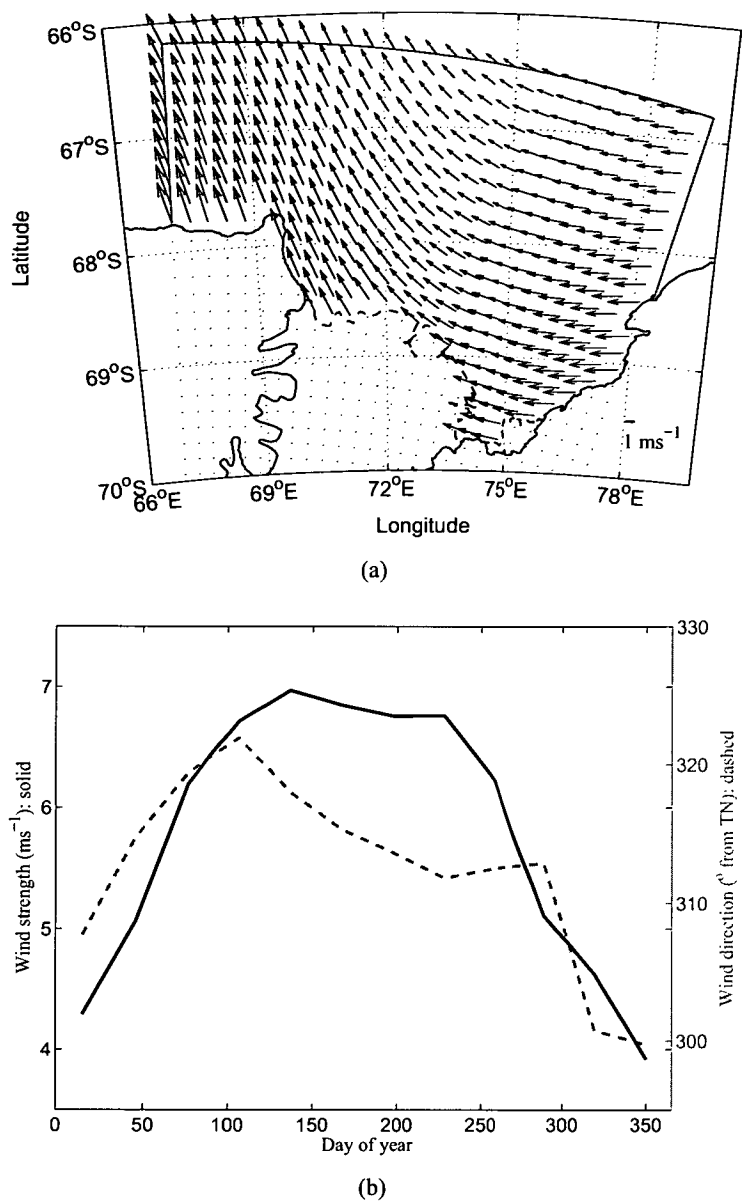 66°S
67°S
68°S
69°S
70°S
66°E
69°E
72°E
75°E
78°E
1 ms⁻¹
Latitude
Longitude
(a)
7
6
5
4
330
320
310
300
0
50
100
150
200
250
300
350
Wind strength (ms⁻¹): solid
Wind direction (° from TN): dashed
Day of year
(b)